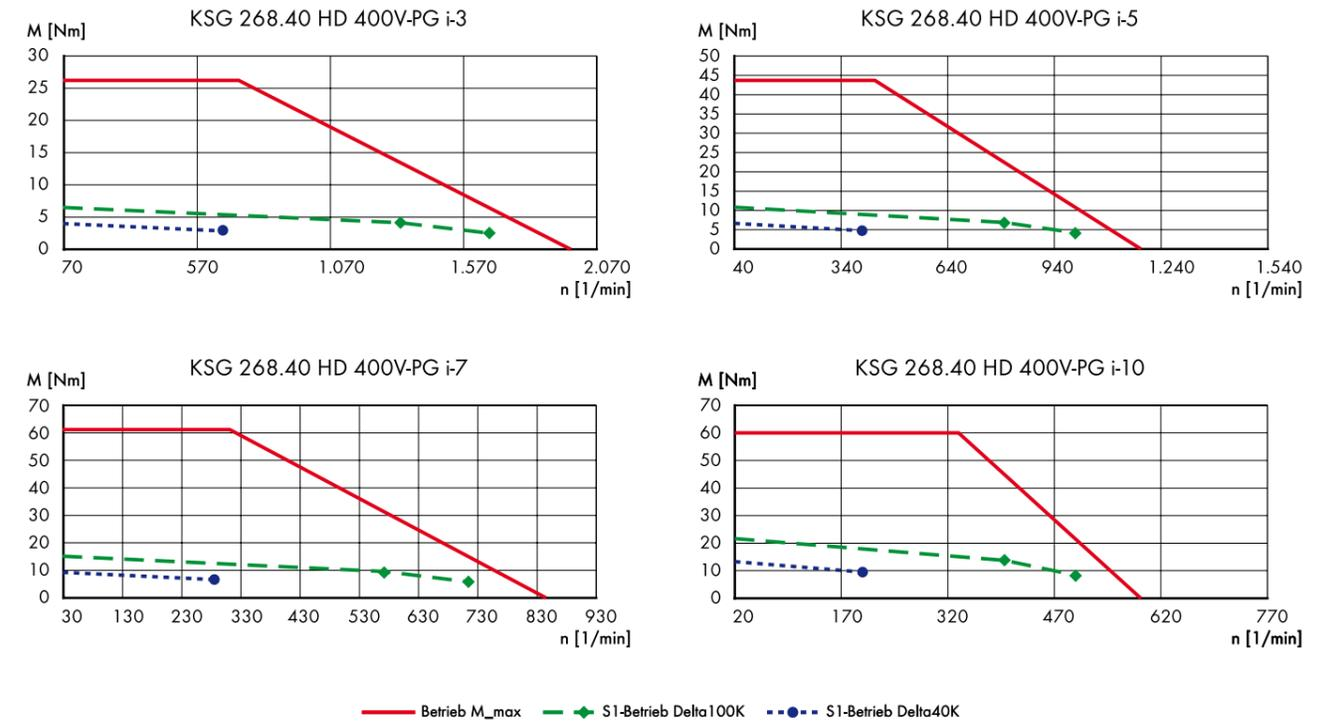 KSG 268.40 HD 400V-PG i-3
M [Nm]
30
25
20
15
10
5
0
70 570 1.070 1.570 2.070
n [1/min]
KSG 268.40 HD 400V-PG i-5
M [Nm]
50
45
40
35
30
25
20
15
10
5
0
40 340 640 940 1.240 1.540
n [1/min]
KSG 268.40 HD 400V-PG i-7
M [Nm]
70
60
50
40
30
20
10
0
30 130 230 330 430 530 630 730 830 930
n [1/min]
KSG 268.40 HD 400V-PG i-10
M [Nm]
70
60
50
40
30
20
10
0
20 170 320 470 620 770
n [1/min]
Betrieb M_max S1-Betrieb Delta100K S1-Betrieb Delta40K